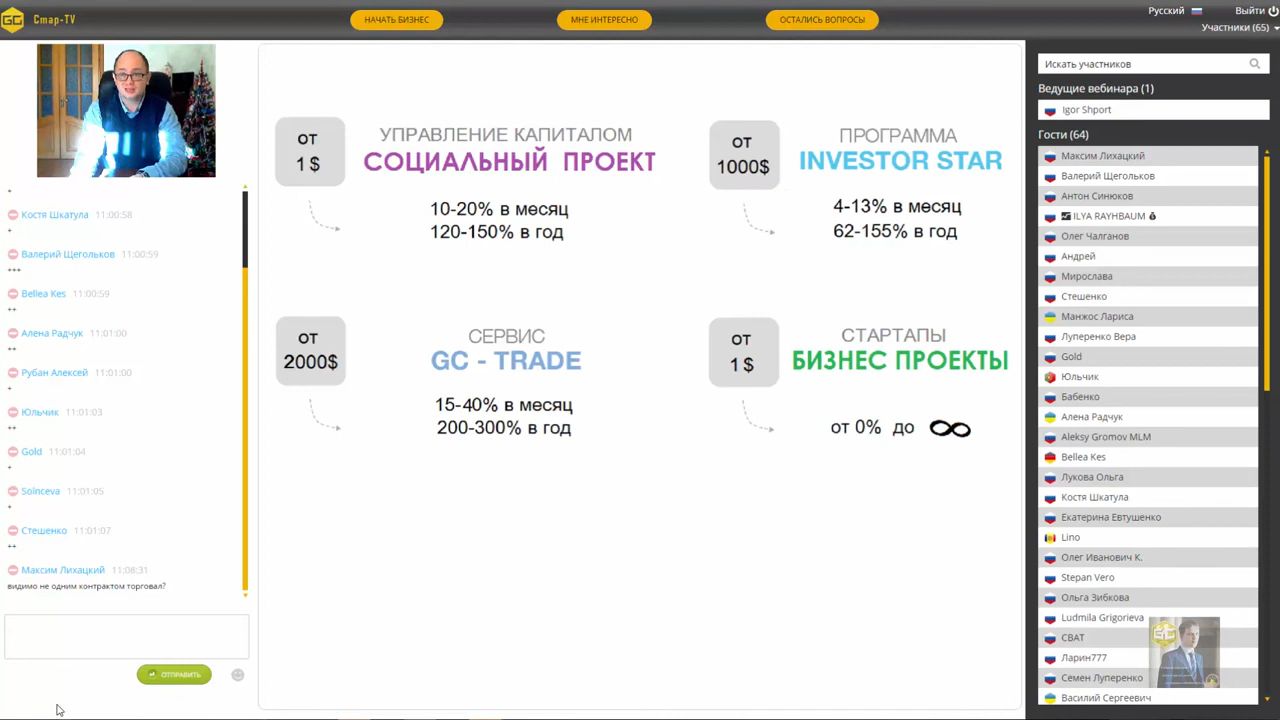 GC Стар-TV
НАЧАТЬ БИЗНЕС
МНЕ ИНТЕРЕСНО
ОСТАЛИСЬ ВОПРОСЫ
Русский
Выйти
Участники (65)
+
Костя Шкатула 11:00:58
+
Валерий Щегольков 11:00:59
+++
Bellea Kes 11:00:59
++
Алена Радчук 11:01:00
++
Рубан Алексей 11:01:00
+
Юльчик 11:01:03
++
Gold 11:01:04
+
Solnceva 11:01:05
+
Стешенко 11:01:07
++
Максим Лихацкий 11:08:31
видимо не одним контрактом торговал?
ОТПРАВИТЬ
от
1 $
УПРАВЛЕНИЕ КАПИТАЛОМ
СОЦИАЛЬНЫЙ ПРОЕКТ
10-20% в месяц
120-150% в год
от
1000$
ПРОГРАММА
INVESTOR STAR
4-13% в месяц
62-155% в год
от
2000$
СЕРВИС
GC - TRADE
15-40% в месяц
200-300% в год
от
1 $
СТАРТАПЫ
БИЗНЕС ПРОЕКТЫ
от 0% до ∞
Искать участников
Ведущие вебинара (1)
Igor Shport
Гости (64)
Максим Лихацкий
Валерий Щегольков
Антон Синюков
ILYA RAYHBAUM
Олег Чалганов
Андрей
Мирослава
Стешенко
Манжос Лариса
Луперенко Вера
Gold
Юльчик
Бабенко
Алена Радчук
Aleksy Gromov MLM
Bellea Kes
Лукова Ольга
Костя Шкатула
Екатерина Евтушенко
Lino
Олег Иванович К.
Stepan Vero
Ольга Зибкова
Ludmila Grigorieva
СВАТ
Ларин777
Семен Луперенко
Василий Сергеевич
GC